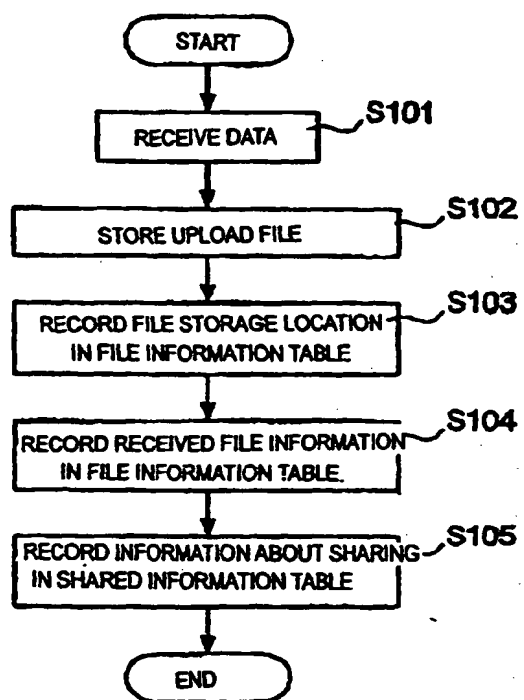 START
RECEIVE DATA
S101
STORE UPLOAD FILE
S102
RECORD FILE STORAGE LOCATION
IN FILE INFORMATION TABLE
S103
RECORD RECEIVED FILE INFORMATION
IN FILE INFORMATION TABLE.
S104
RECORD INFORMATION ABOUT SHARING
IN SHARED INFORMATION TABLE
S105
END